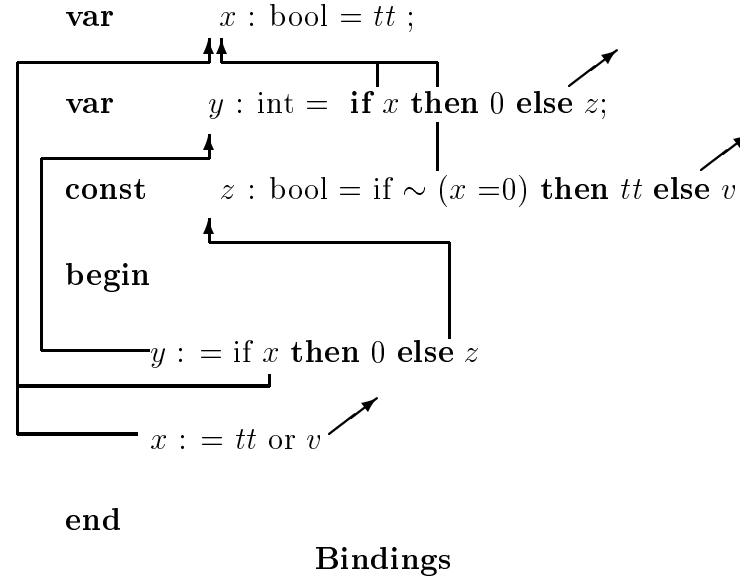 var x : bool = tt ;
var y : int = if x then 0 else z;
const z : bool = if ∼ (x =0) then tt else v
begin
y : = if x then 0 else z
x : = tt or v
end
Bindings